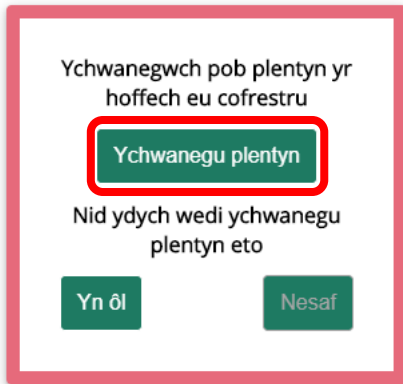 Ychwanegwch pob plentyn yr
hoffech eu cofrestru
Ychwanegu plentyn
Nid ydych wedi ychwanegu
plentyn eto
Yn ôl
Nesaf